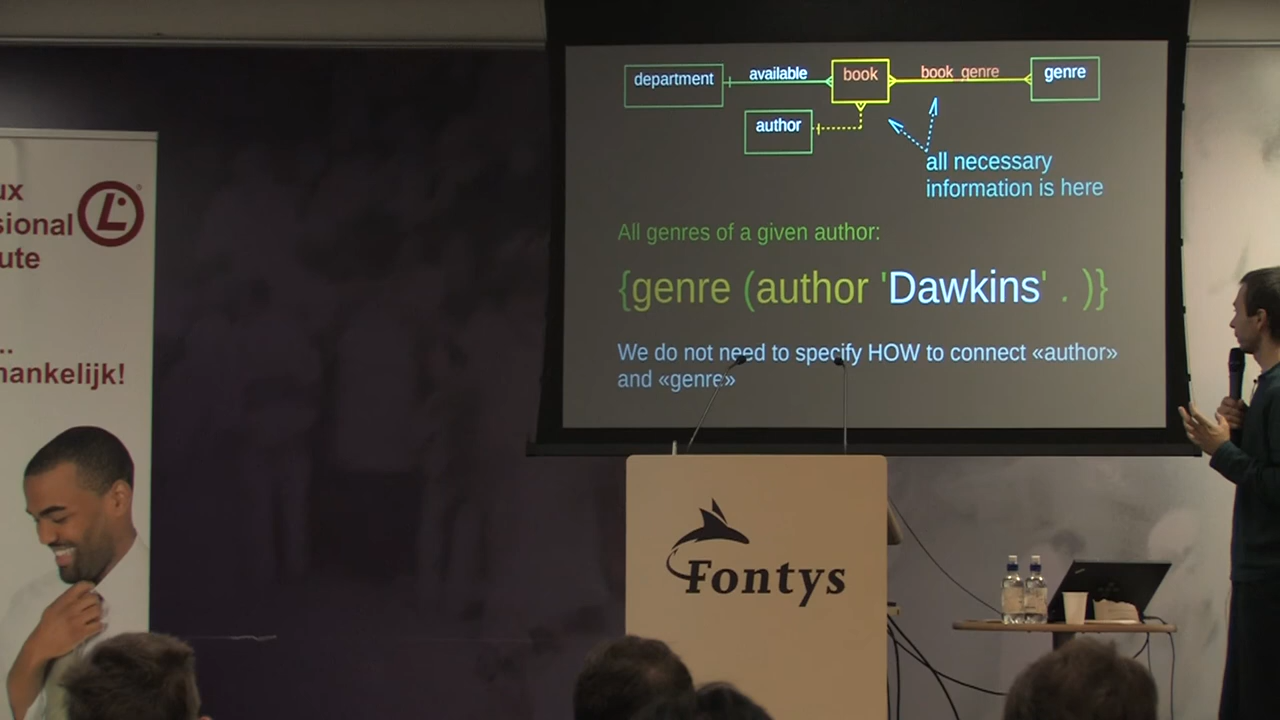 ux
sional
ute
..
nankelijk!
department
available
book
book_genre
genre
author
all necessary
information is here
All genres of a given author:
{genre (author 'Dawkins' . )}
We do not need to specify HOW to connect «author»
and «genre»
Fontys